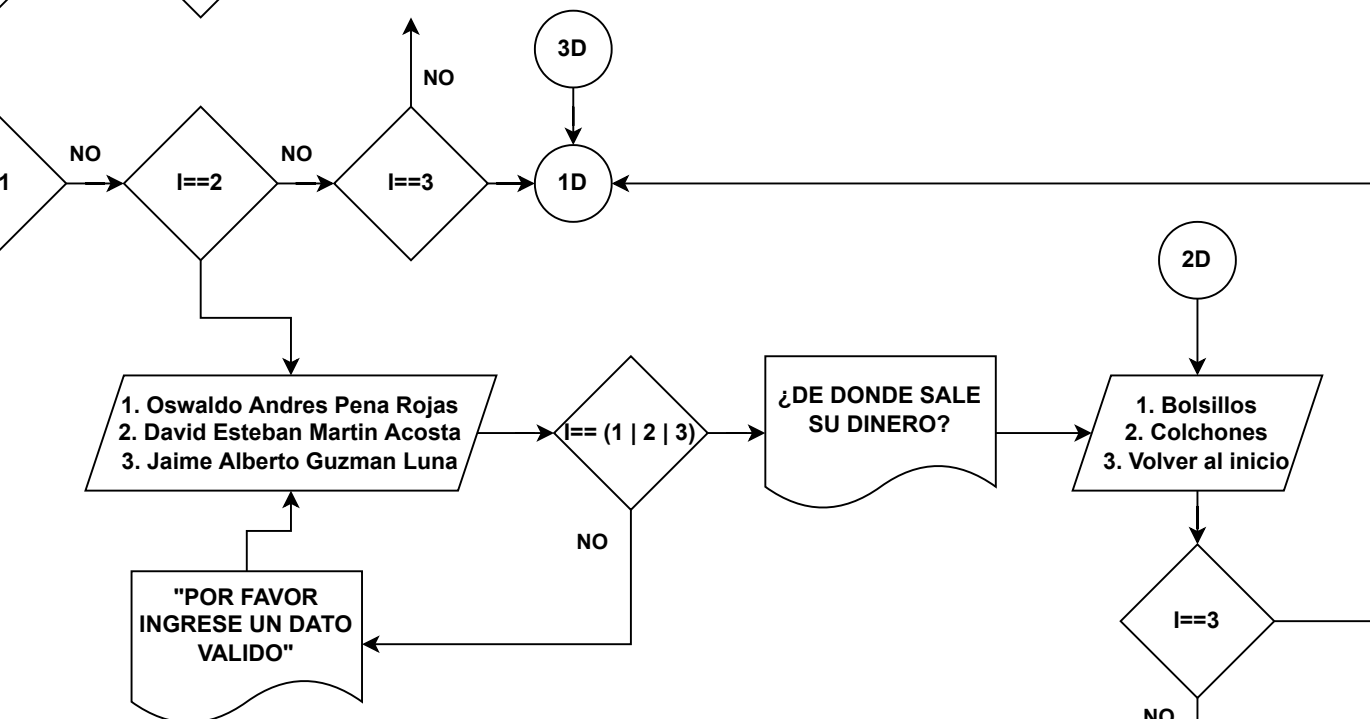 NO
3D
1
NO
I==2
NO
I==3
1D
2D
1. Oswaldo Andres Pena Rojas
2. David Esteban Martin Acosta
3. Jaime Alberto Guzman Luna
I== (1 | 2 | 3)
¿DE DONDE SALE
SU DINERO?
1. Bolsillos
2. Colchones
3. Volver al inicio
NO
"POR FAVOR
INGRESE UN DATO
VALIDO"
I==3
NO